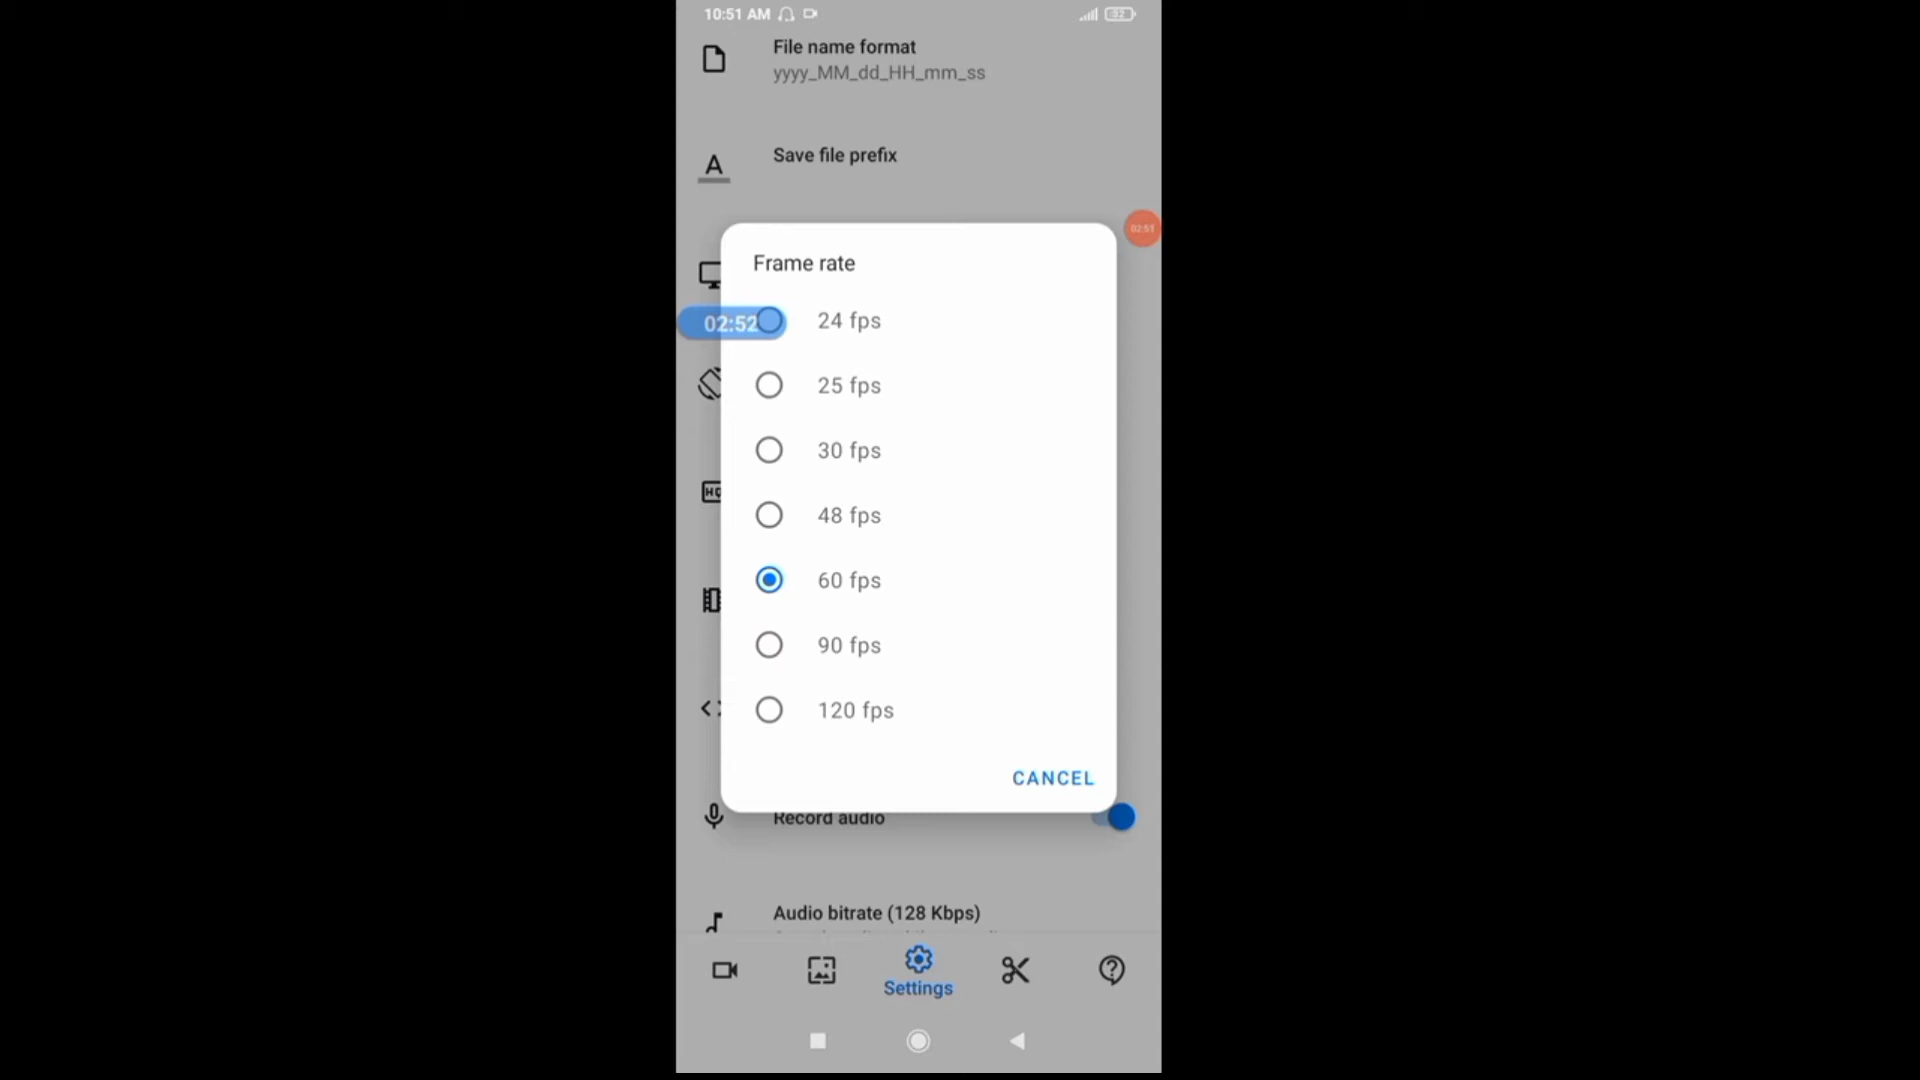 10:51 AM
32
File name format
yyyy_MM_dd_HH_mm_ss
A
Save file prefix
02:51
Frame rate
02:52
24 fps
25 fps
30 fps
HQ
48 fps
60 fps
90 fps
120 fps
CANCEL
Record audio
Audio bitrate (128 Kbps)
Settings